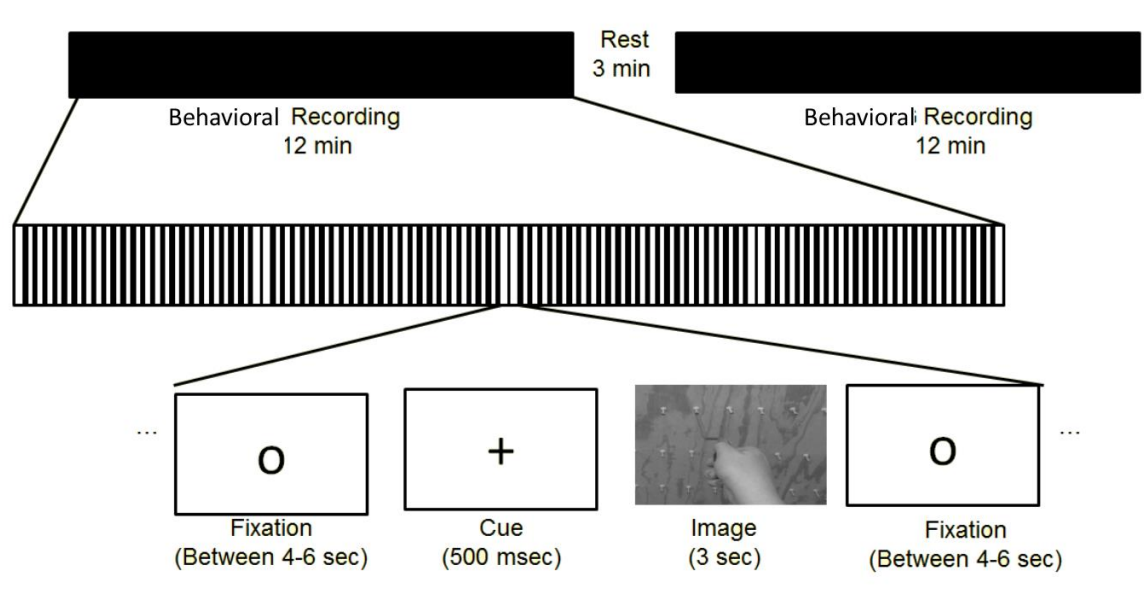 Rest
3 min
Behavioral Recording
12 min
Behavioral Recording
12 min
...
O
+
O
...
Fixation
(Between 4-6 sec)
Cue
(500 msec)
Image
(3 sec)
Fixation
(Between 4-6 sec)